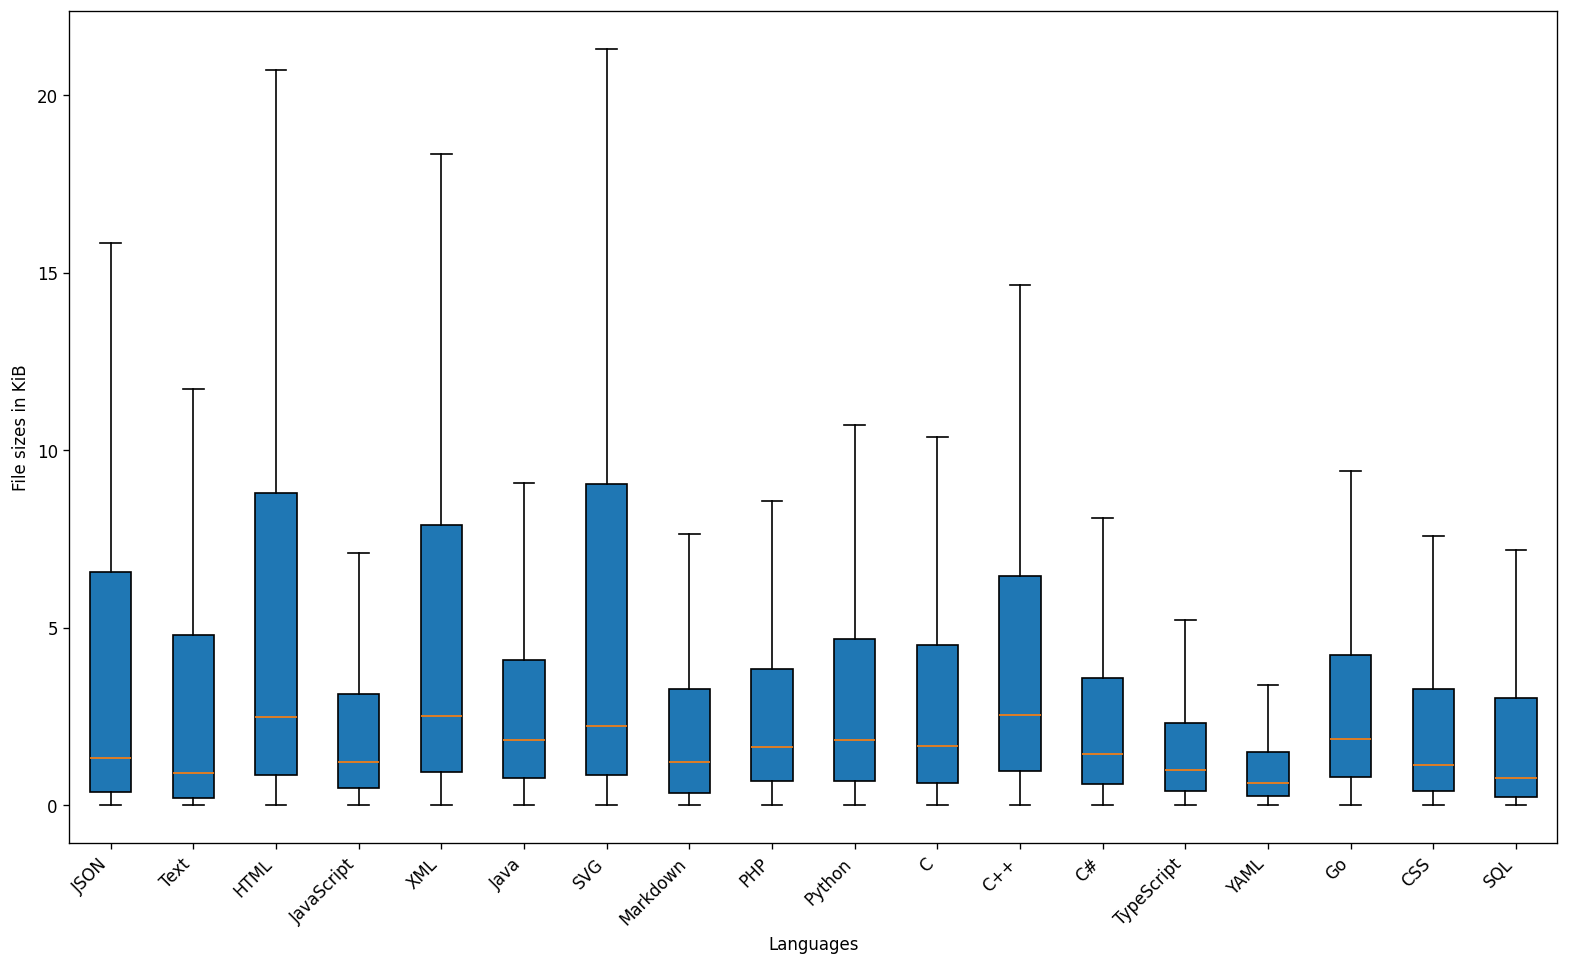 20
15
10
5
0
File sizes in KiB
JSON
Text
HTML
JavaScript
XML
Java
SVG
Markdown
PHP
Python
C
C++
C#
TypeScript
YAML
Go
CSS
SQL
Languages